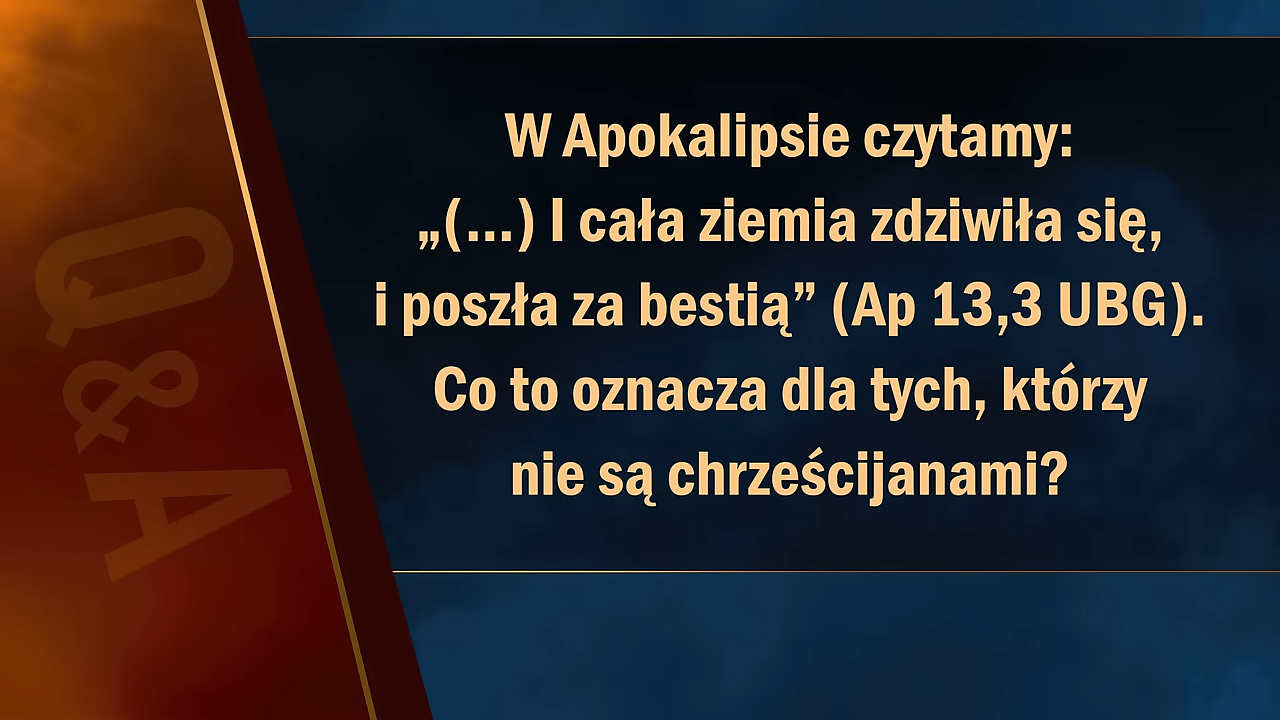 W Apokalipsie czytamy:
„(...) I cała ziemia zdziwiła się,
i poszła za bestią” (Ap 13,3 UBG).
Co to oznacza dla tych, którzy
nie są chrześcijanami?
Q&A